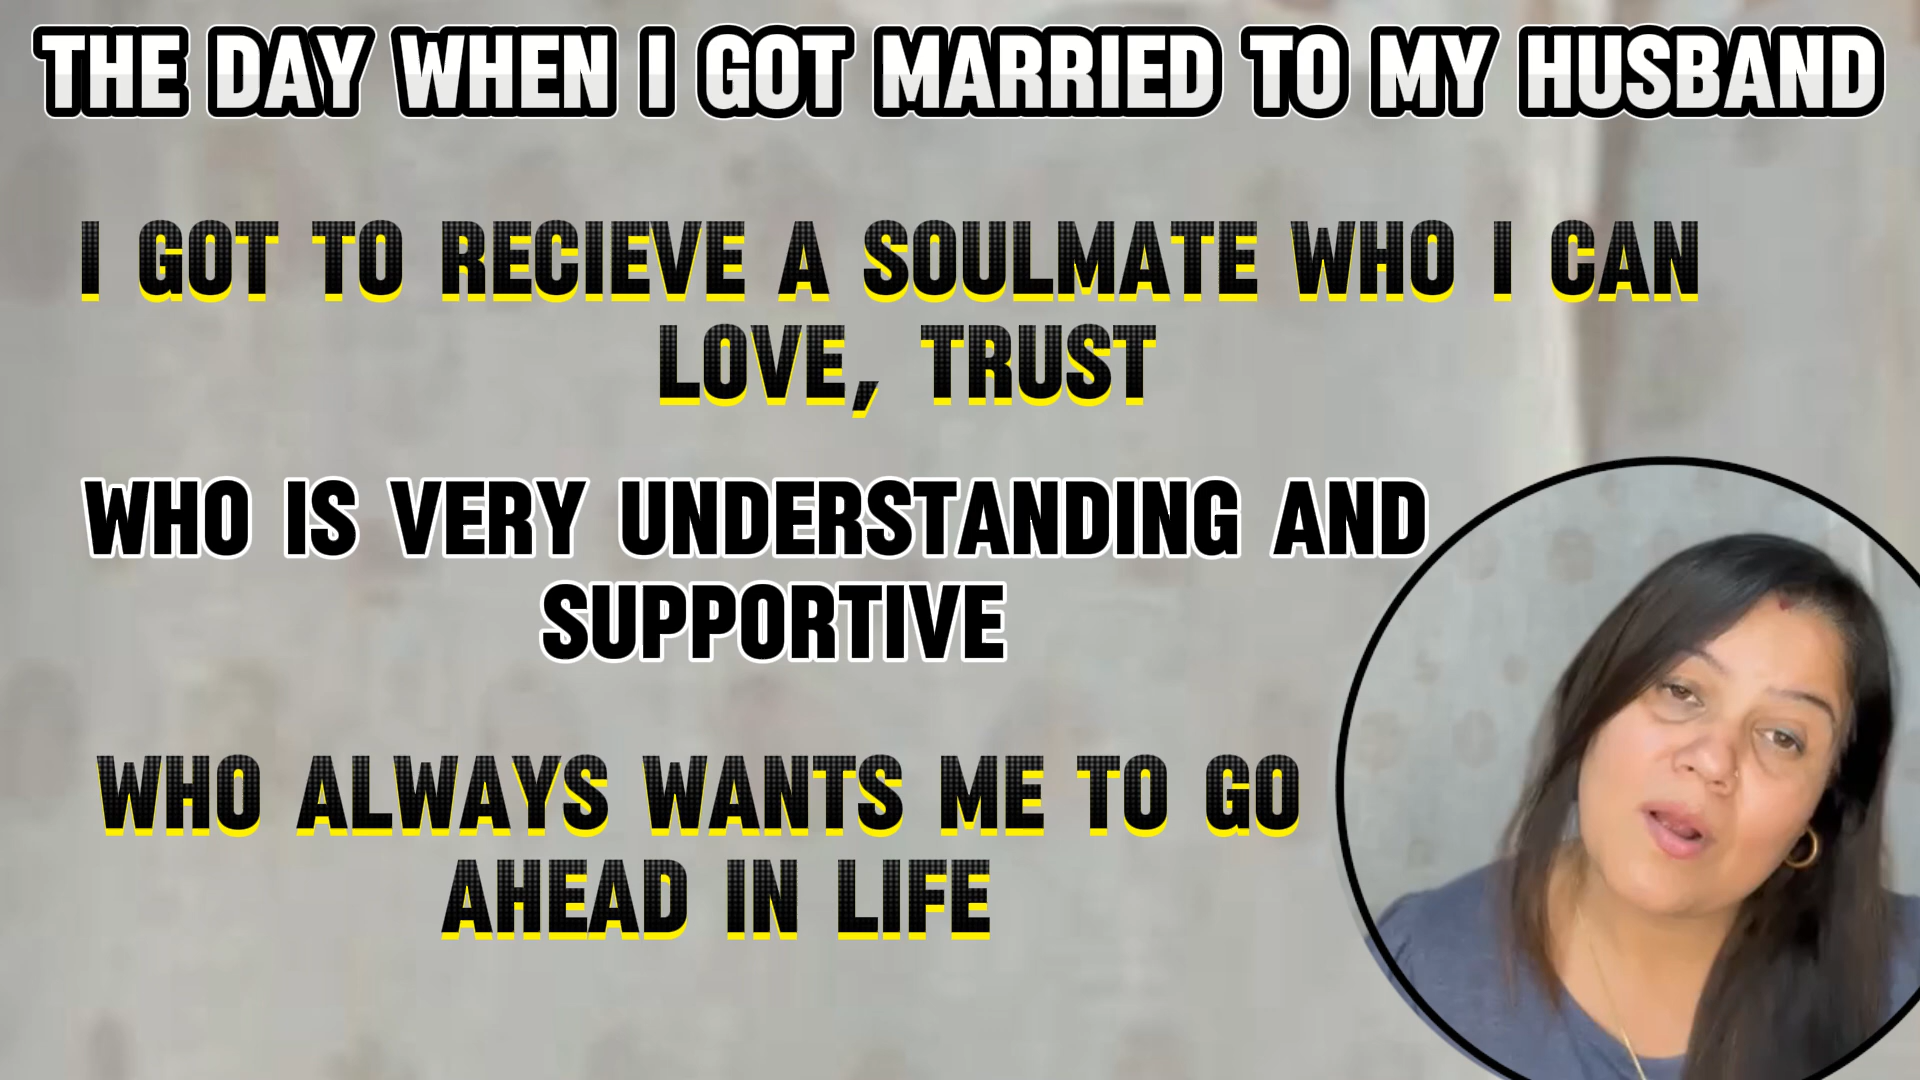 THE DAY WHEN I GOT MARRIED TO MY HUSBAND
I GOT TO RECIEVE A SOULMATE WHO I CAN
LOVE, TRUST
WHO IS VERY UNDERSTANDING AND
SUPPORTIVE
WHO ALWAYS WANTS ME TO GO
AHEAD IN LIFE